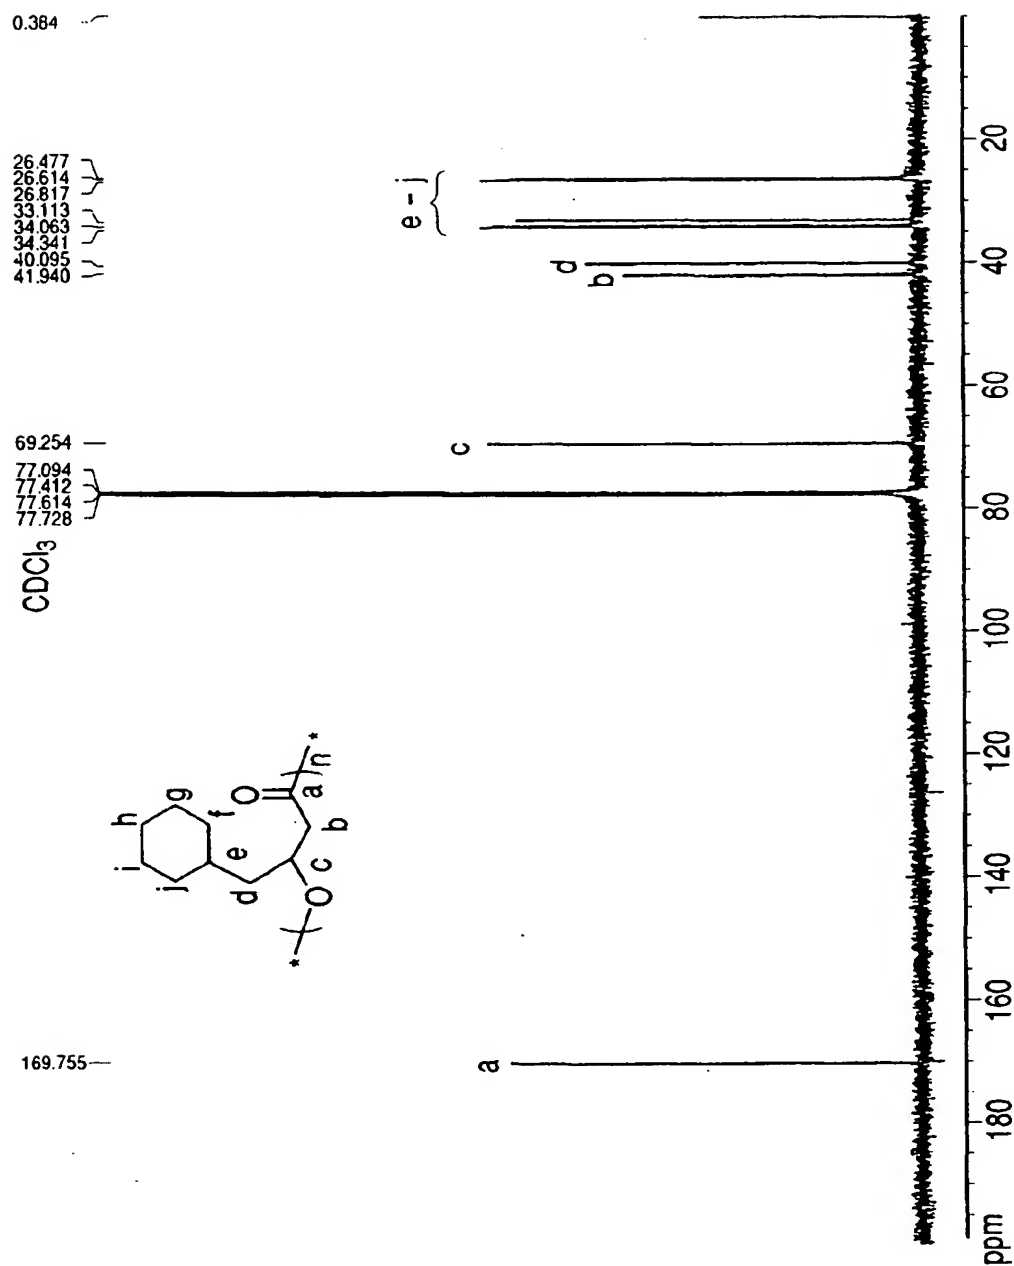 0.384
26.477
26.614
26.817
33.113
34.063
34.341
40.095
41.940
69.254
77.094
77.412
77.614
77.728
CDCl₃
169.755
e - j
d
b
c
a
h
g
i
f
j
e
O
a
n
*
d
c
b
O
*
20
40
60
80
100
120
140
160
180
ppm